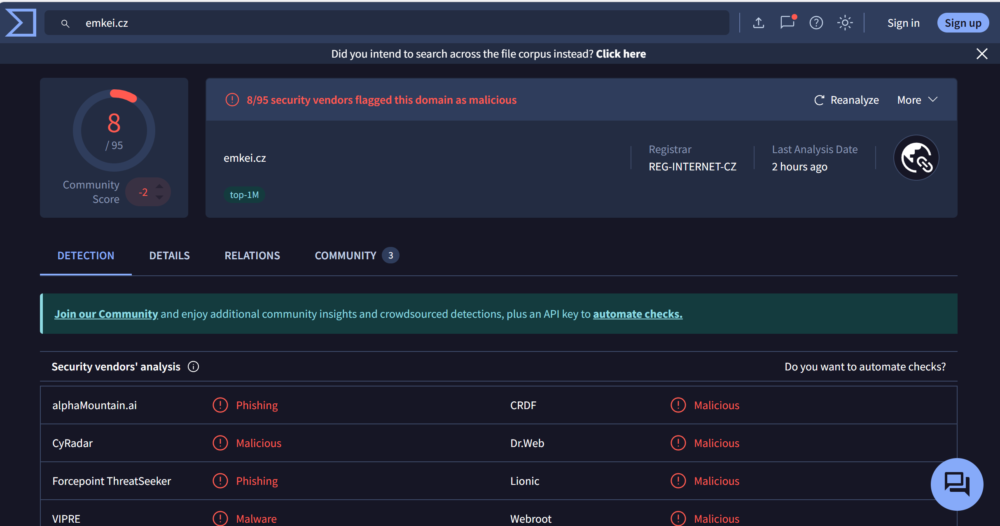 emkei.cz
Sign in
Sign up
Did you intend to search across the file corpus instead? Click here
8
/ 95
Community
Score
-2
8/95 security vendors flagged this domain as malicious
Reanalyze
More
emkei.cz
top-1M
Registrar
REG-INTERNET-CZ
Last Analysis Date
2 hours ago
DETECTION
DETAILS
RELATIONS
COMMUNITY 3
Join our Community and enjoy additional community insights and crowdsourced detections, plus an API key to automate checks.
Security vendors' analysis
Do you want to automate checks?
alphaMountain.ai Phishing CRDF Malicious
CyRadar Malicious Dr.Web Malicious
Forcepoint ThreatSeeker Phishing Lionic Malicious
VIPRE Malware Webroot Malicious